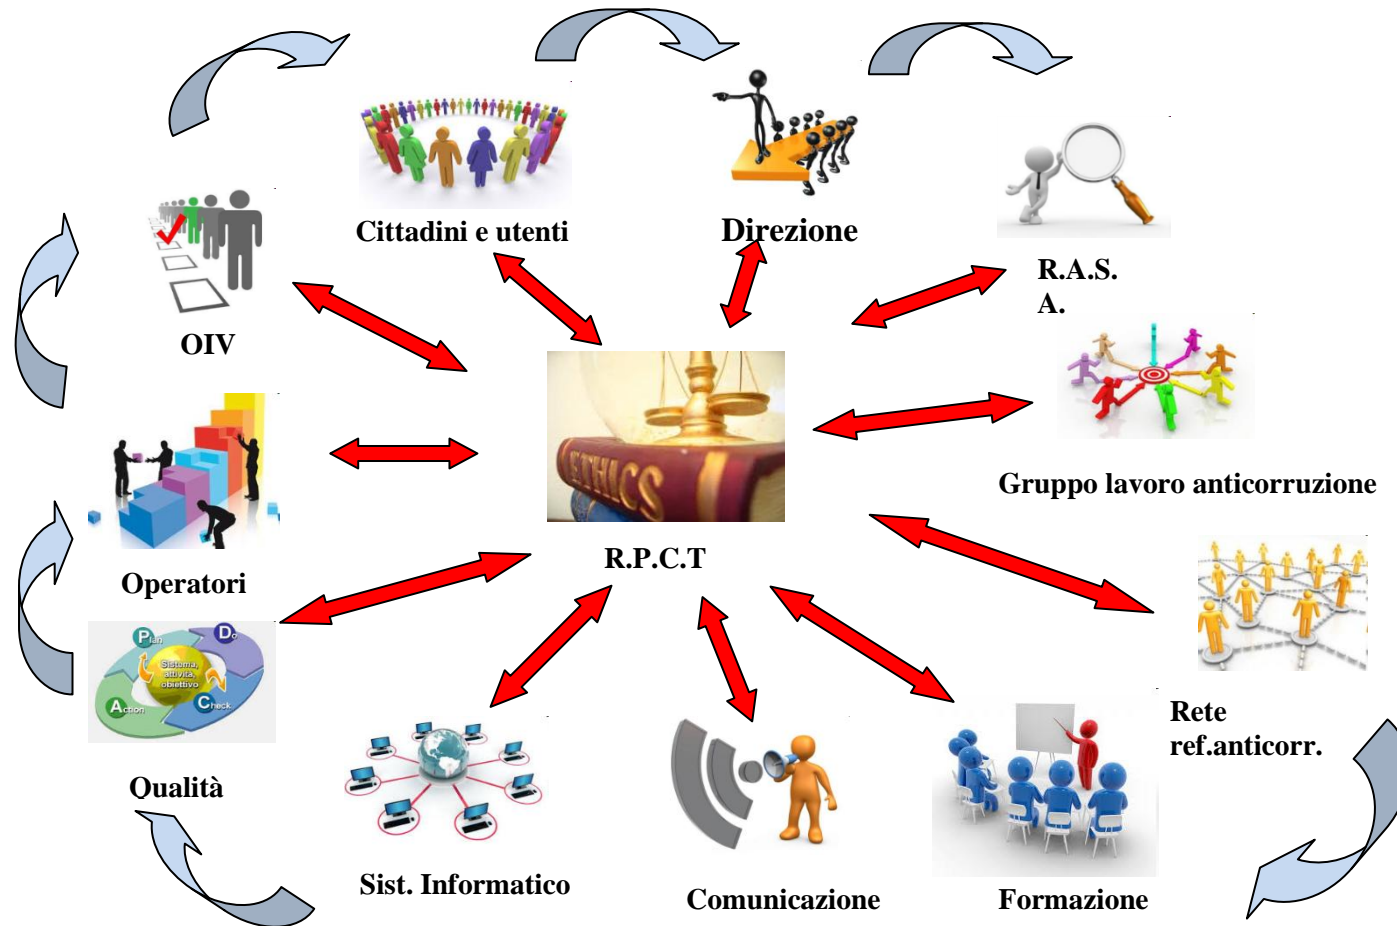 Cittadini e utenti
Direzione
R.A.S.
A.
OIV
ETHICS
Gruppo lavoro anticorruzione
R.P.C.T
Operatori
Plan
Do
Sistema,
attività,
obiettivo
Action
Check
Rete
ref.anticorr.
Qualità
Sist. Informatico
Comunicazione
Formazione